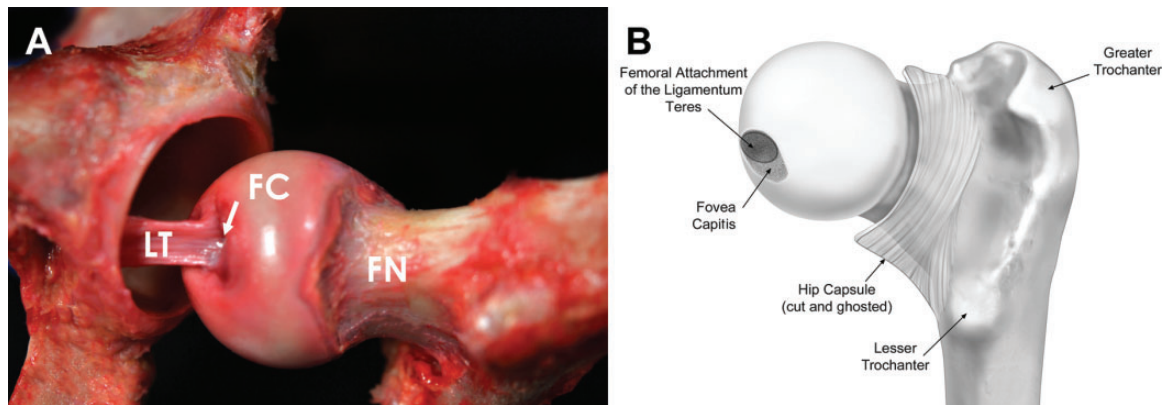 A
FC
LT
FN
B
Femoral Attachment
of the Ligamentum
Teres
Greater
Trochanter
Fovea
Capitis
Hip Capsule
(cut and ghosted)
Lesser
Trochanter